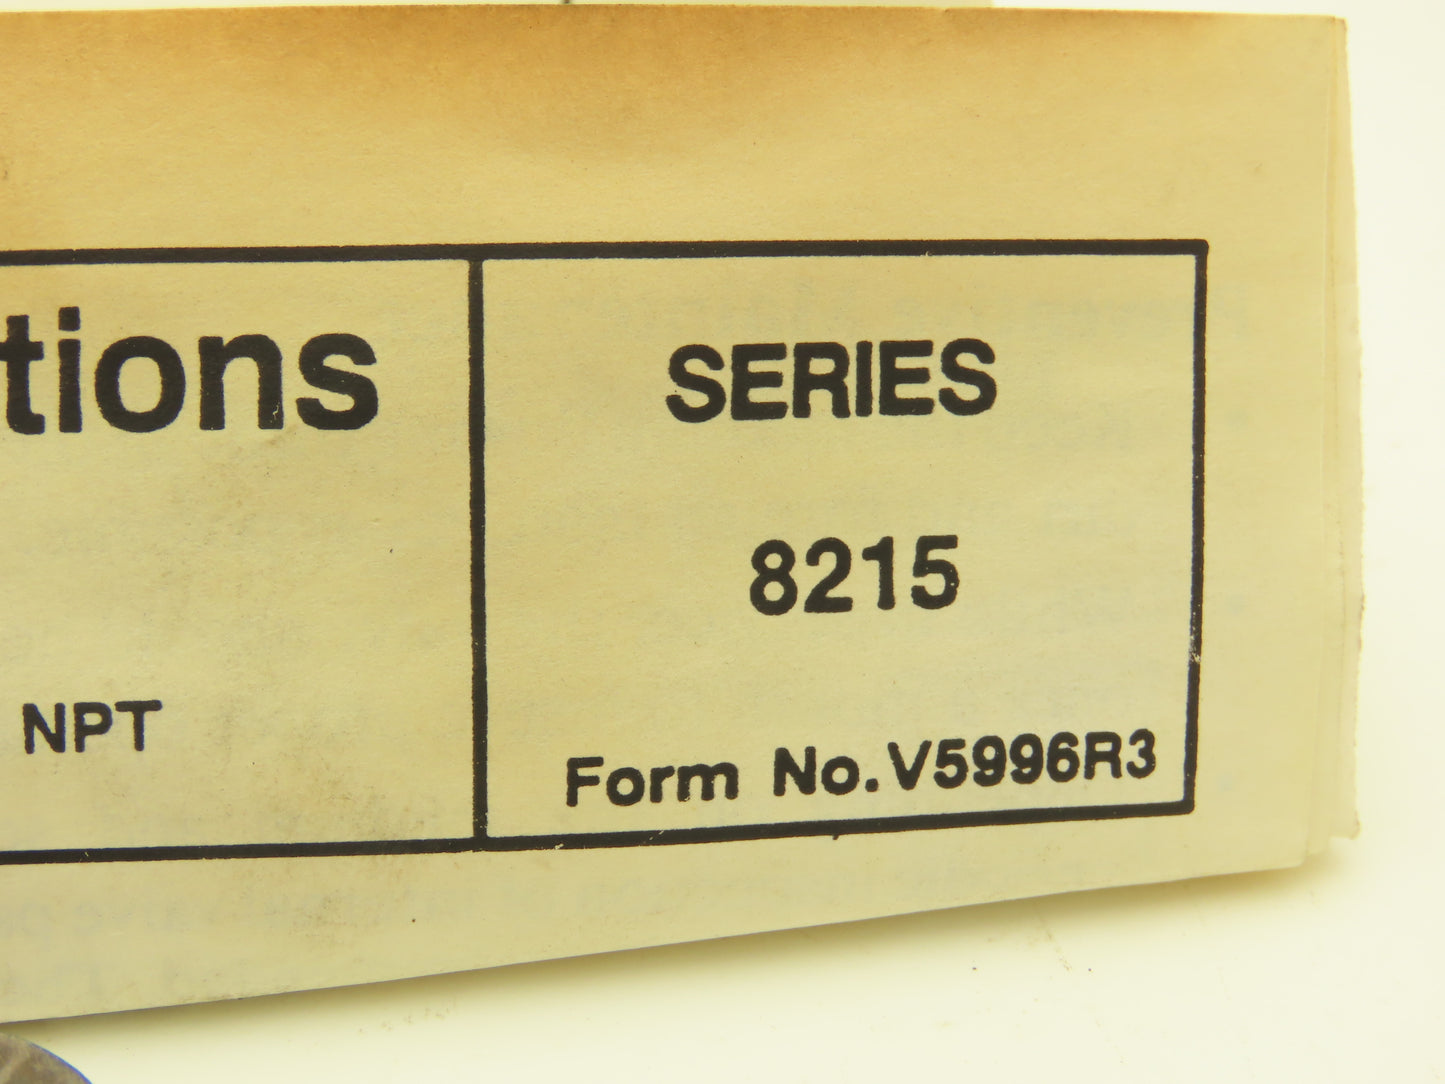 tions
NPT
SERIES
8215
Form No. V5996R3